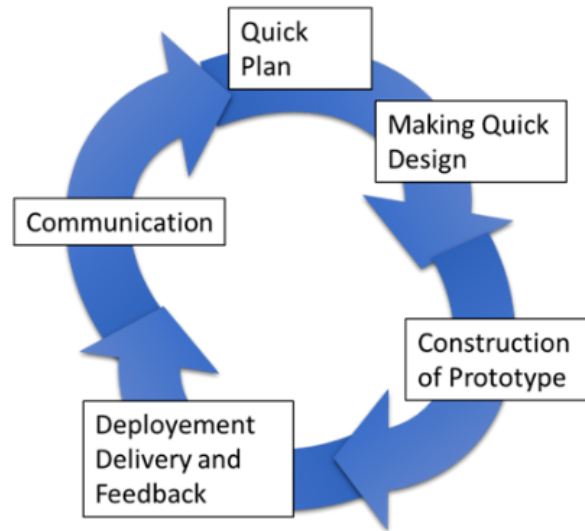 Quick
Plan
Making Quick
Design
Communication
Construction
of Prototype
Deployement
Delivery and
Feedback